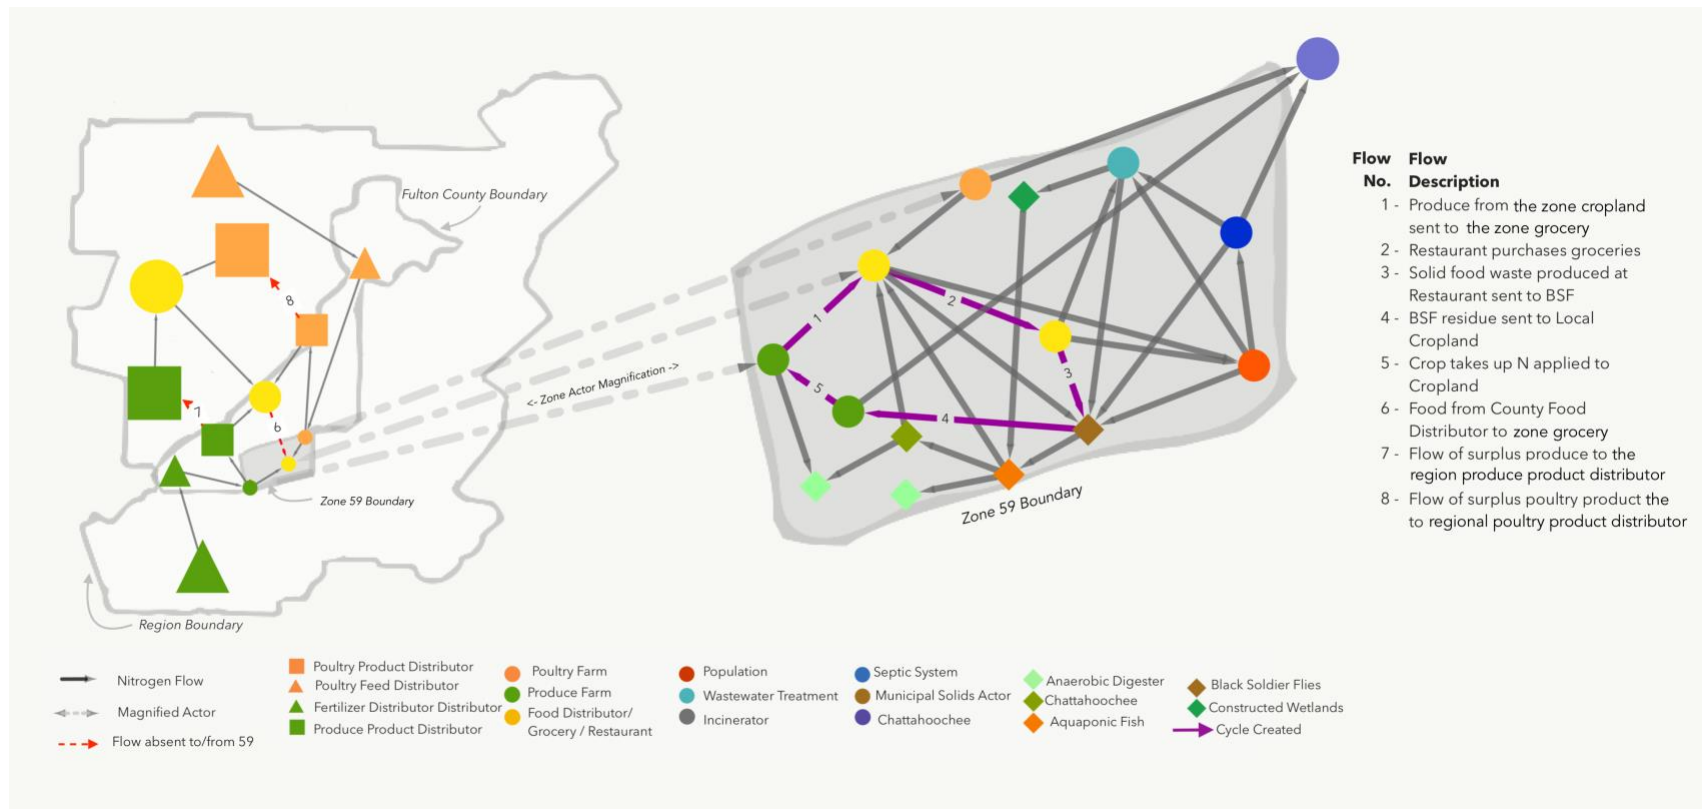 Fulton County Boundary
8
7
6
<- Zone Actor Magnification ->
Zone 59 Boundary
Region Boundary
1
2
3
4
5
Zone 59 Boundary
Flow No. Flow Description
1 - Produce from the zone cropland
sent to the zone grocery
2 - Restaurant purchases groceries
3 - Solid food waste produced at
Restaurant sent to BSF
4 - BSF residue sent to Local
Cropland
5 - Crop takes up N applied to
Cropland
6 - Food from County Food
Distributor to zone grocery
7 - Flow of surplus produce to the
region produce product distributor
8 - Flow of surplus poultry product the
to regional poultry product distributor
Nitrogen Flow
Magnified Actor
Flow absent to/from 59
Poultry Product Distributor
Poultry Feed Distributor
Fertilizer Distributor Distributor
Produce Product Distributor
Poultry Farm
Produce Farm
Food Distributor/
Grocery / Restaurant
Population
Wastewater Treatment
Incinerator
Septic System
Municipal Solids Actor
Chattahoochee
Anaerobic Digester
Chattahoochee
Aquaponic Fish
Black Soldier Flies
Constructed Wetlands
Cycle Created